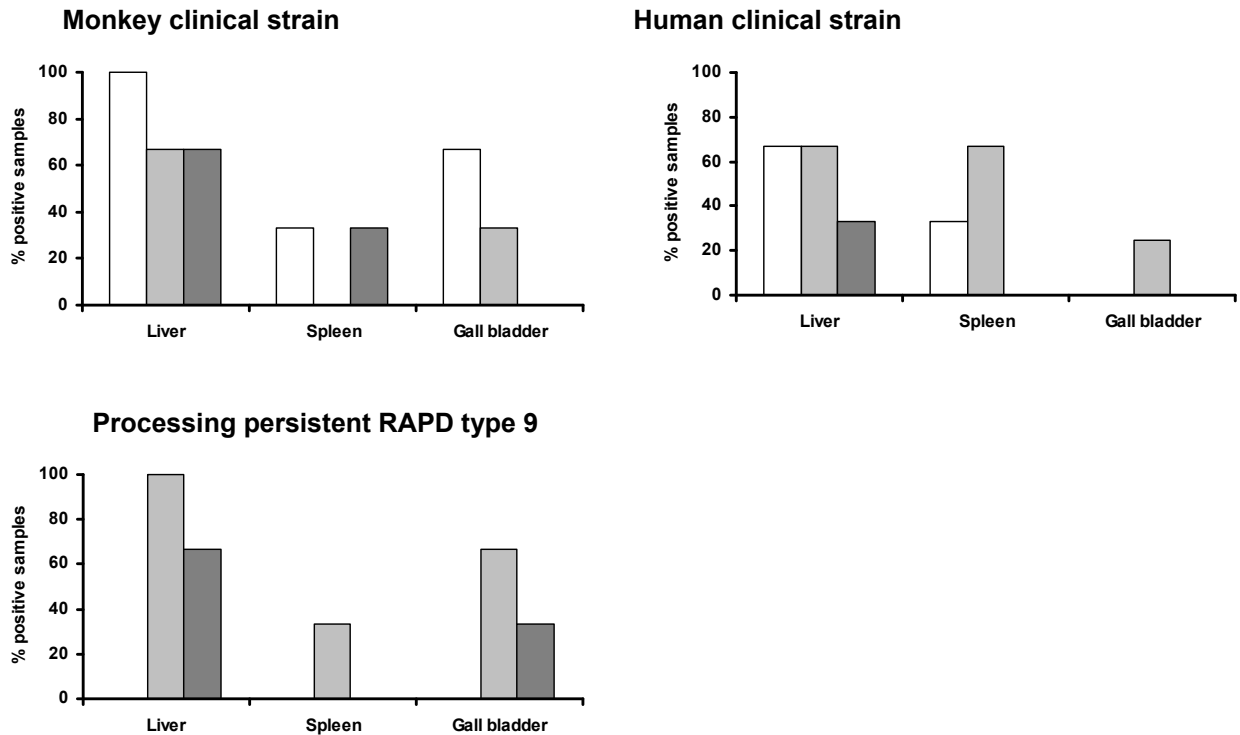 Monkey clinical strain
% positive samples
100
80
60
40
20
0
Liver Spleen Gall bladder
Human clinical strain
% positive samples
100
80
60
40
20
0
Liver Spleen Gall bladder
Processing persistent RAPD type 9
% positive samples
100
80
60
40
20
0
Liver Spleen Gall bladder